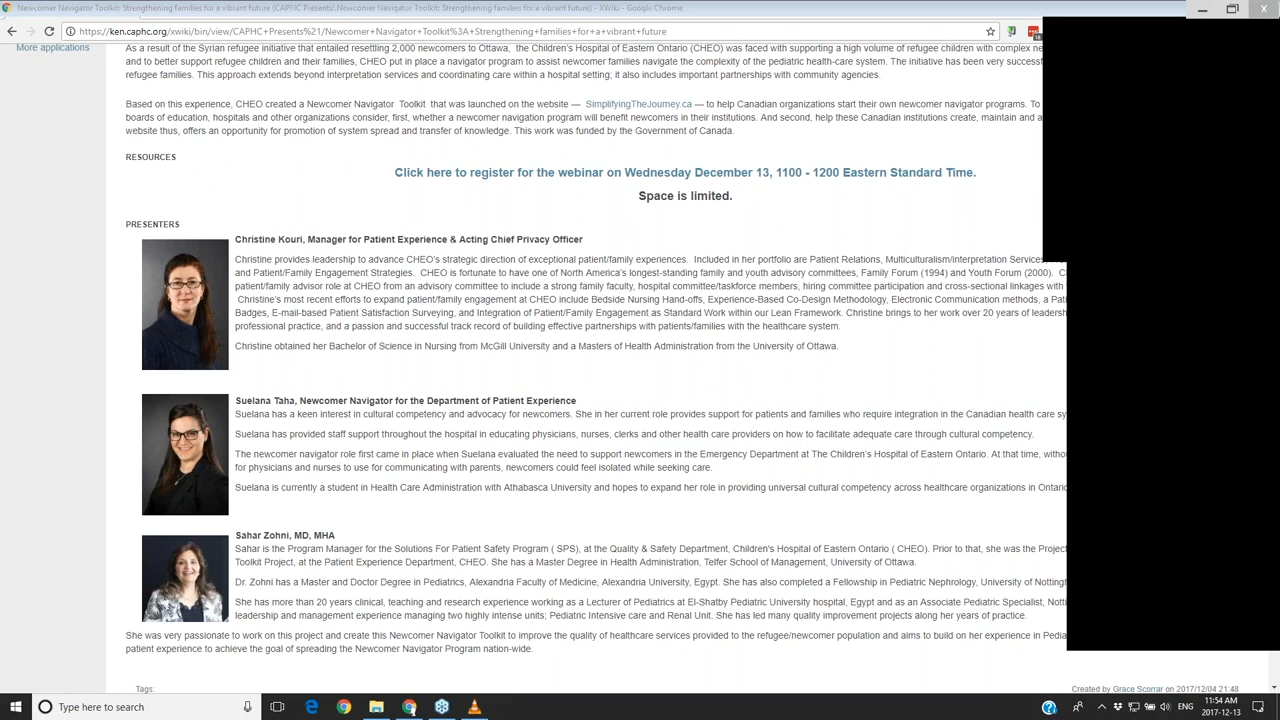 Newcomer Navigator Toolkit: Strengthening families for a vibrant future (CAPHC Presents!.Newcomer Navigator Toolkit: Strengthening families for a vibrant future) - XWiki - Google Chrome
https://ken.caphc.org/xwiki/bin/view/CAPHC+Presents%21/Newcomer+Navigator+Toolkit%3A+Strengthening+families+for+a+vibrant+future
More applications
As a result of the Syrian refugee initiative that entailed resettling 2,000 newcomers to Ottawa, the Children's Hospital of Eastern Ontario (CHEO) was faced with supporting a high volume of refugee children with complex
and to better support refugee children and their families, CHEO put in place a navigator program to assist newcomer families navigate the complexity of the pediatric health-care system. The initiative has been very
refugee families. This approach extends beyond interpretation services and coordinating care within a hospital setting; it also includes important partnerships with community agencies.
Based on this experience, CHEO created a Newcomer Navigator Toolkit that was launched on the website — SimplifyingTheJourney.ca — to help Canadian organizations start their own newcomer navigator programs. To
boards of education, hospitals and other organizations consider, first, whether a newcomer navigation program will benefit newcomers in their institutions. And second, help these Canadian institutions create, maintain and
website thus, offers an opportunity for promotion of system spread and transfer of knowledge. This work was funded by the Government of Canada.
RESOURCES
Click here to register for the webinar on Wednesday December 13, 1100 - 1200 Eastern Standard Time.
Space is limited.
PRESENTERS
Christine Kouri, Manager for Patient Experience & Acting Chief Privacy Officer
Christine provides leadership to advance CHEO's strategic direction of exceptional patient/family experiences. Included in her portfolio are Patient Relations, Multiculturalism/interpretation Services
and Patient/Family Engagement Strategies. CHEO is fortunate to have one of North America's longest-standing family and youth advisory committees, Family Forum (1994) and Youth Forum (2000).
patient/family advisor role at CHEO from an advisory committee to include a strong family faculty, hospital committee/taskforce members, hiring committee participation and cross-sectional linkages with
Christine's most recent efforts to expand patient/family engagement at CHEO include Bedside Nursing Hand-offs, Experience-Based Co-Design Methodology, Electronic Communication methods, a
Badges, E-mail-based Patient Satisfaction Surveying, and Integration of Patient/Family Engagement as Standard Work within our Lean Framework. Christine brings to her work over 20 years of
professional practice, and a passion and successful track record of building effective partnerships with patients/families with the healthcare system.
Christine obtained her Bachelor of Science in Nursing from McGill University and a Masters of Health Administration from the University of Ottawa.
Suelana Taha, Newcomer Navigator for the Department of Patient Experience
Suelana has a keen interest in cultural competency and advocacy for newcomers. She in her current role provides support for patients and families who require integration in the Canadian health care
Suelana has provided staff support throughout the hospital in educating physicians, nurses, clerks and other health care providers on how to facilitate adequate care through cultural competency.
The newcomer navigator role first came in place when Suelana evaluated the need to support newcomers in the Emergency Department at The Children's Hospital of Eastern Ontario. At that time,
for physicians and nurses to use for communicating with parents, newcomers could feel isolated while seeking care.
Suelana is currently a student in Health Care Administration with Athabasca University and hopes to expand her role in providing universal cultural competency across healthcare organizations in
Sahar Zohni, MD, MHA
Sahar is the Program Manager for the Solutions For Patient Safety Program ( SPS), at the Quality & Safety Department, Children's Hospital of Eastern Ontario ( CHEO). Prior to that, she was the
Toolkit Project, at the Patient Experience Department, CHEO. She has a Master Degree in Health Administration, Telfer School of Management, University of Ottawa.
Dr. Zohni has a Master and Doctor Degree in Pediatrics, Alexandria Faculty of Medicine, Alexandria University, Egypt. She has also completed a Fellowship in Pediatric Nephrology, University of
She has more than 20 years clinical, teaching and research experience working as a Lecturer of Pediatrics at El-Shatby Pediatric University hospital, Egypt and as an Associate Pediatric Specialist,
leadership and management experience managing two highly intense units; Pediatric Intensive care and Renal Unit. She has led many quality improvement projects along her years of practice.
She was very passionate to work on this project and create this Newcomer Navigator Toolkit to improve the quality of healthcare services provided to the refugee/newcomer population and aims to build on her experience in
patient experience to achieve the goal of spreading the Newcomer Navigator Program nation-wide.
Tags:
Created by Grace Scorrar on 2017/12/04 21:48
Type here to search
11:54 AM
2017-12-13